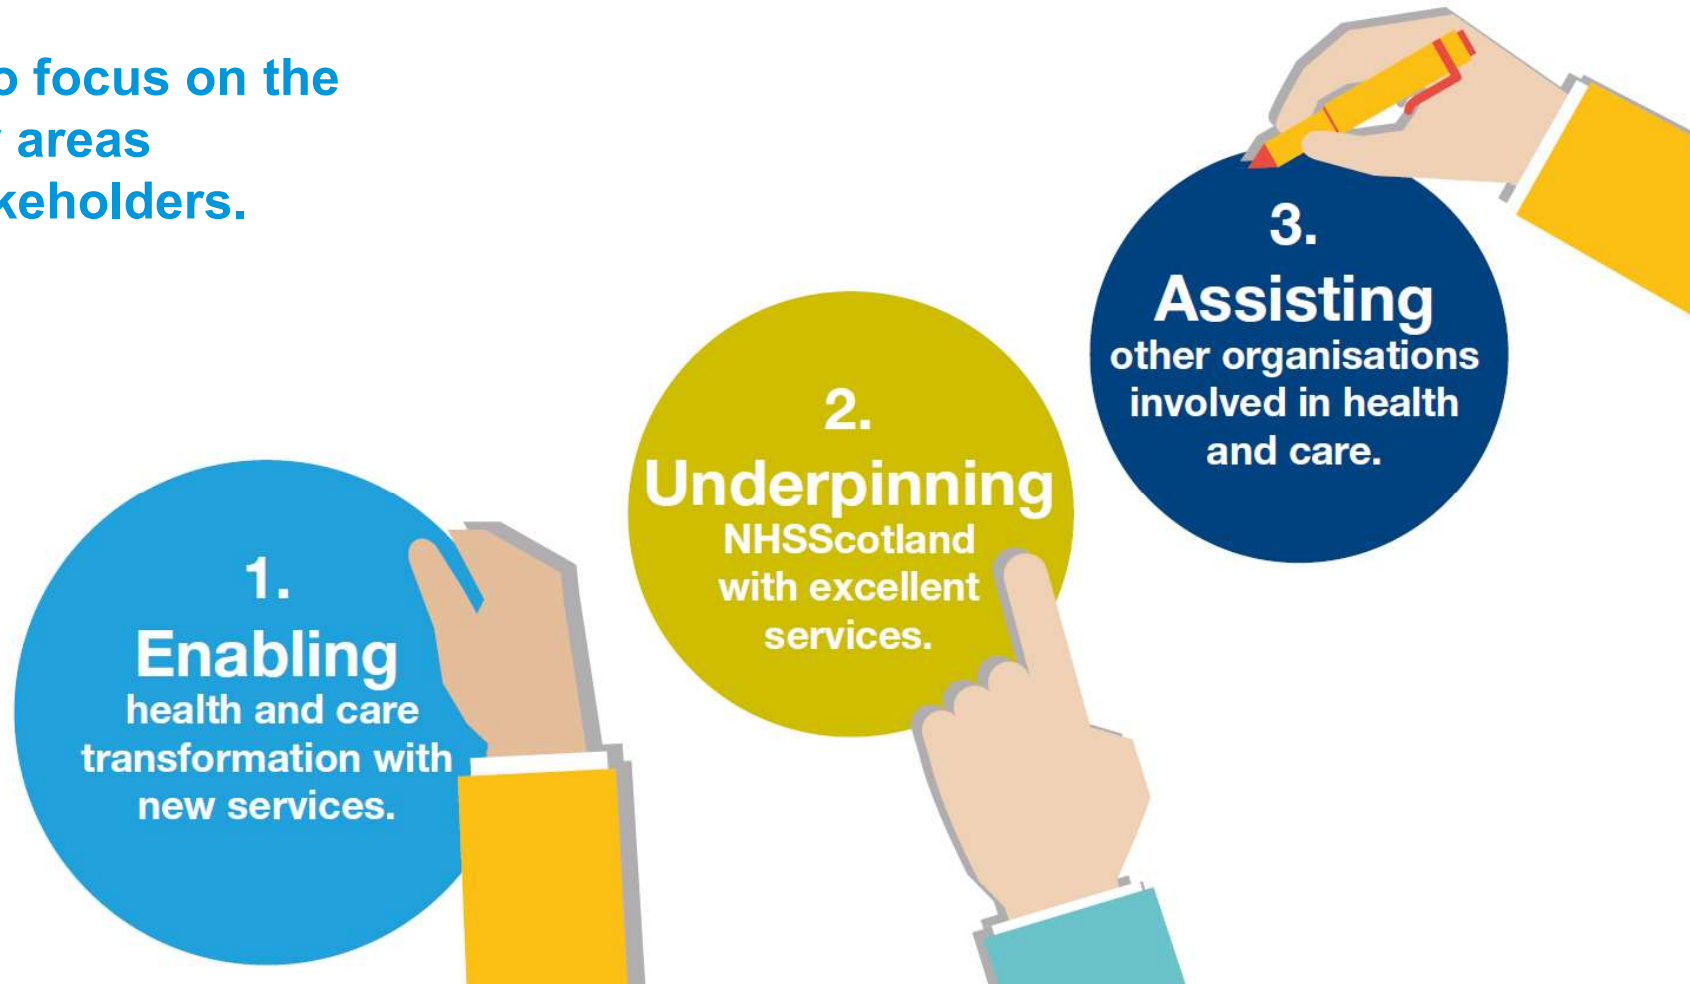 o focus on the
areas
keholders.
1.
Enabling
health and care
transformation with
new services.
2.
Underpinning
NHSScotland
with excellent
services.
3.
Assisting
other organisations
involved in health
and care.